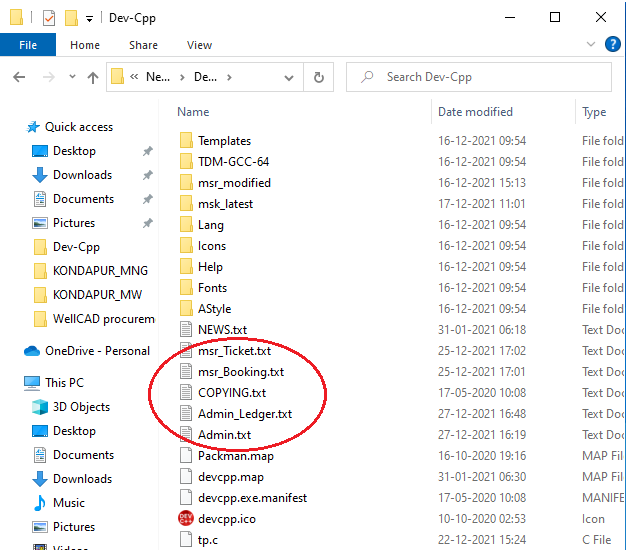 Dev-Cpp
File Home Share View
Ne... De... Search Dev-Cpp
Name Date modified Type
Quick access
Desktop
Downloads
Documents
Pictures
Dev-Cpp
KONDAPUR_MNG
KONDAPUR_MW
WellCAD procurem
OneDrive - Personal
This PC
3D Objects
Desktop
Documents
Downloads
Music
Pictures
Videos
Templates 16-12-2021 09:54 File fold
TDM-GCC-64 16-12-2021 09:54 File fold
msr_modified 16-12-2021 15:13 File fold
msk_latest 17-12-2021 11:01 File fold
Lang 16-12-2021 09:54 File fold
Icons 16-12-2021 09:54 File fold
Help 16-12-2021 09:54 File fold
Fonts 16-12-2021 09:54 File fold
AStyle 16-12-2021 09:54 File fold
NEWS.txt 31-01-2021 06:18 Text Doc
msr_Ticket.txt 25-12-2021 17:02 Text Doc
msr_Booking.txt 25-12-2021 17:01 Text Doc
COPYING.txt 17-05-2020 10:08 Text Doc
Admin_Ledger.txt 27-12-2021 16:48 Text Doc
Admin.txt 27-12-2021 16:19 Text Doc
Packman.map 16-10-2020 19:16 MAP Fil
devcpp.map 31-01-2021 06:30 MAP Fil
devcpp.exe.manifest 17-05-2020 10:08 MANIFE
devcpp.ico 10-10-2020 02:53 Icon
tp.c 22-12-2021 15:24 C File